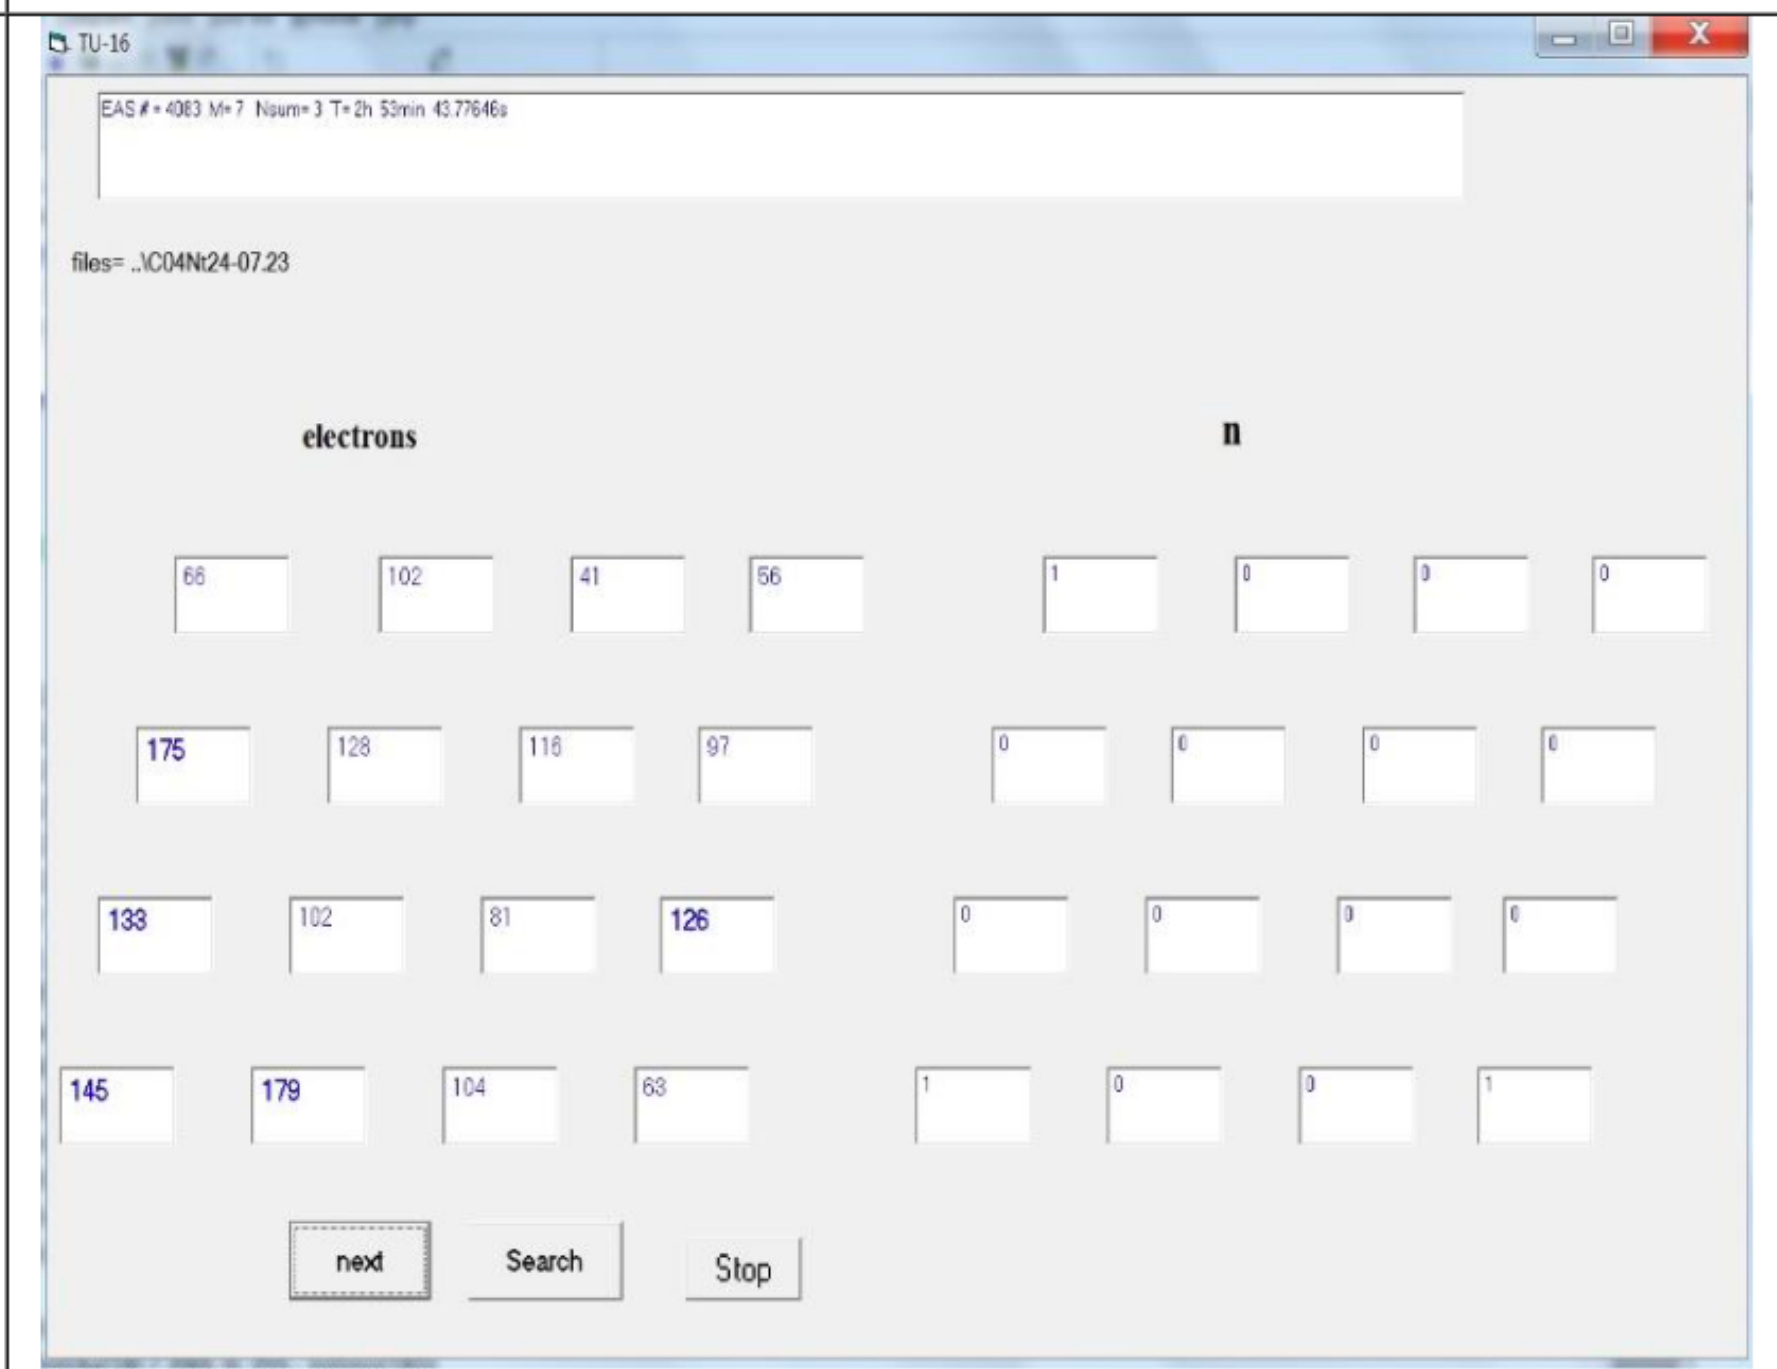 TU-16
EAS # = 4083 M= 7 Nsum= 3 T= 2h 53min 43.77646s
files= ..\C04Nt24-07.23
electrons n
66 102 41 56 1 0 0 0
175 128 116 97 0 0 0 0
133 102 81 126 0 0 0 0
145 179 104 63 1 0 0 1
next Search Stop